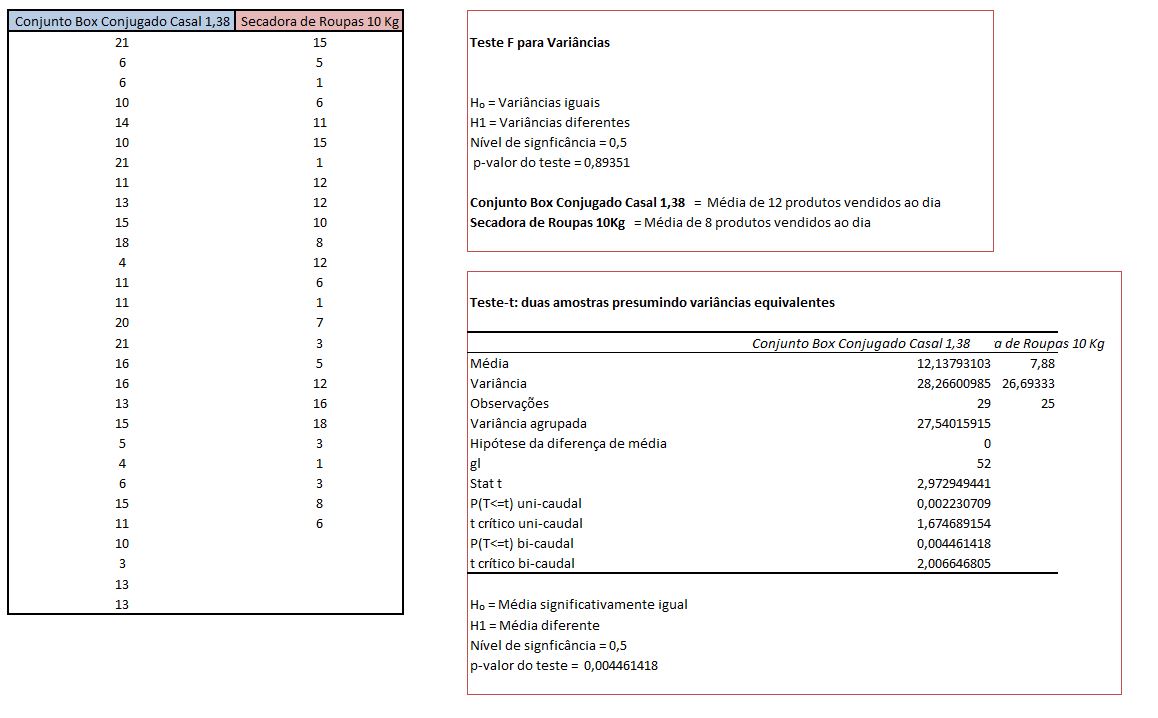 Conjunto Box Conjugado Casal 1,38 Secadora de Roupas 10 Kg
21 15
6 5
6 1
10 6
14 11
10 15
21 1
11 12
13 12
15 10
18 8
4 12
11 6
11 1
20 7
21 3
16 5
16 12
13 16
15 18
5 3
4 1
6 3
15 8
11 6
10
3
13
13
Teste F para Variâncias
H₀ = Variâncias iguais
H1 = Variâncias diferentes
Nível de signficância = 0,5
p-valor do teste = 0,89351
Conjunto Box Conjugado Casal 1,38 = Média de 12 produtos vendidos ao dia
Secadora de Roupas 10Kg = Média de 8 produtos vendidos ao dia
Teste-t: duas amostras presumindo variâncias equivalentes
Conjunto Box Conjugado Casal 1,38 a de Roupas 10 Kg
Média 12,13793103 7,88
Variância 28,26600985 26,69333
Observações 29 25
Variância agrupada 27,54015915
Hipótese da diferença de média 0
gl 52
Stat t 2,972949441
P(T<=t) uni-caudal 0,002230709
t crítico uni-caudal 1,674689154
P(T<=t) bi-caudal 0,004461418
t crítico bi-caudal 2,006646805
H₀ = Média significativamente igual
H1 = Média diferente
Nível de signficância = 0,5
p-valor do teste = 0,004461418